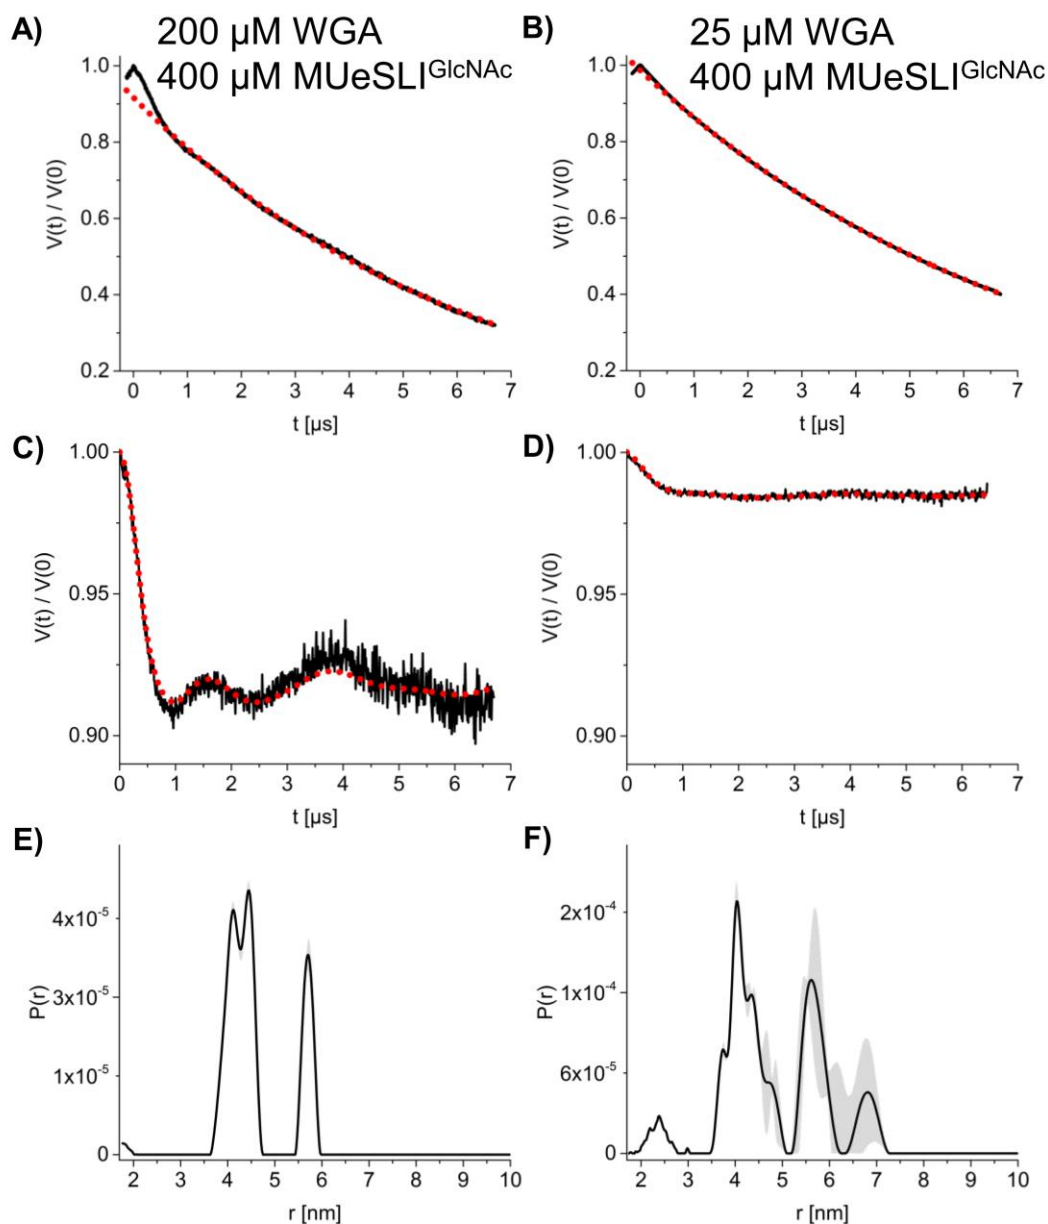 A) 200 µM WGA
400 µM MUeSLI^GlcNAc
B) 25 µM WGA
400 µM MUeSLI^GlcNAc
V(t) / V(0)
1.0
0.8
0.6
0.4
0.2
0 1 2 3 4 5 6 7
t [µs]
V(t) / V(0)
1.0
0.8
0.6
0.4
0.2
0 1 2 3 4 5 6 7
t [µs]
C)
V(t) / V(0)
1.00
0.95
0.90
0 1 2 3 4 5 6 7
t [µs]
D)
V(t) / V(0)
1.00
0.95
0.90
0 1 2 3 4 5 6 7
t [µs]
E)
P(r)
4x10⁻⁵
3x10⁻⁵
1x10⁻⁵
0
2 3 4 5 6 7 8 9 10
r [nm]
F)
P(r)
2x10⁻⁴
1x10⁻⁴
6x10⁻⁵
0
2 3 4 5 6 7 8 9 10
r [nm]